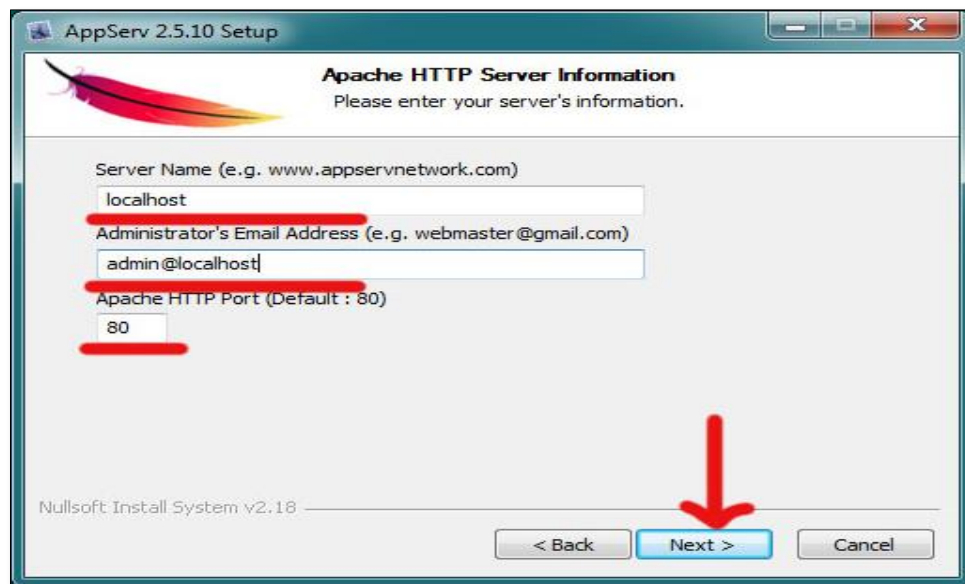 AppServ 2.5.10 Setup
Apache HTTP Server Information
Please enter your server's information.
Server Name (e.g. www.appservnetwork.com)
localhost
Administrator's Email Address (e.g. webmaster@gmail.com)
admin@localhost
Apache HTTP Port (Default : 80)
80
Nullsoft Install System v2.18
< Back Next > Cancel